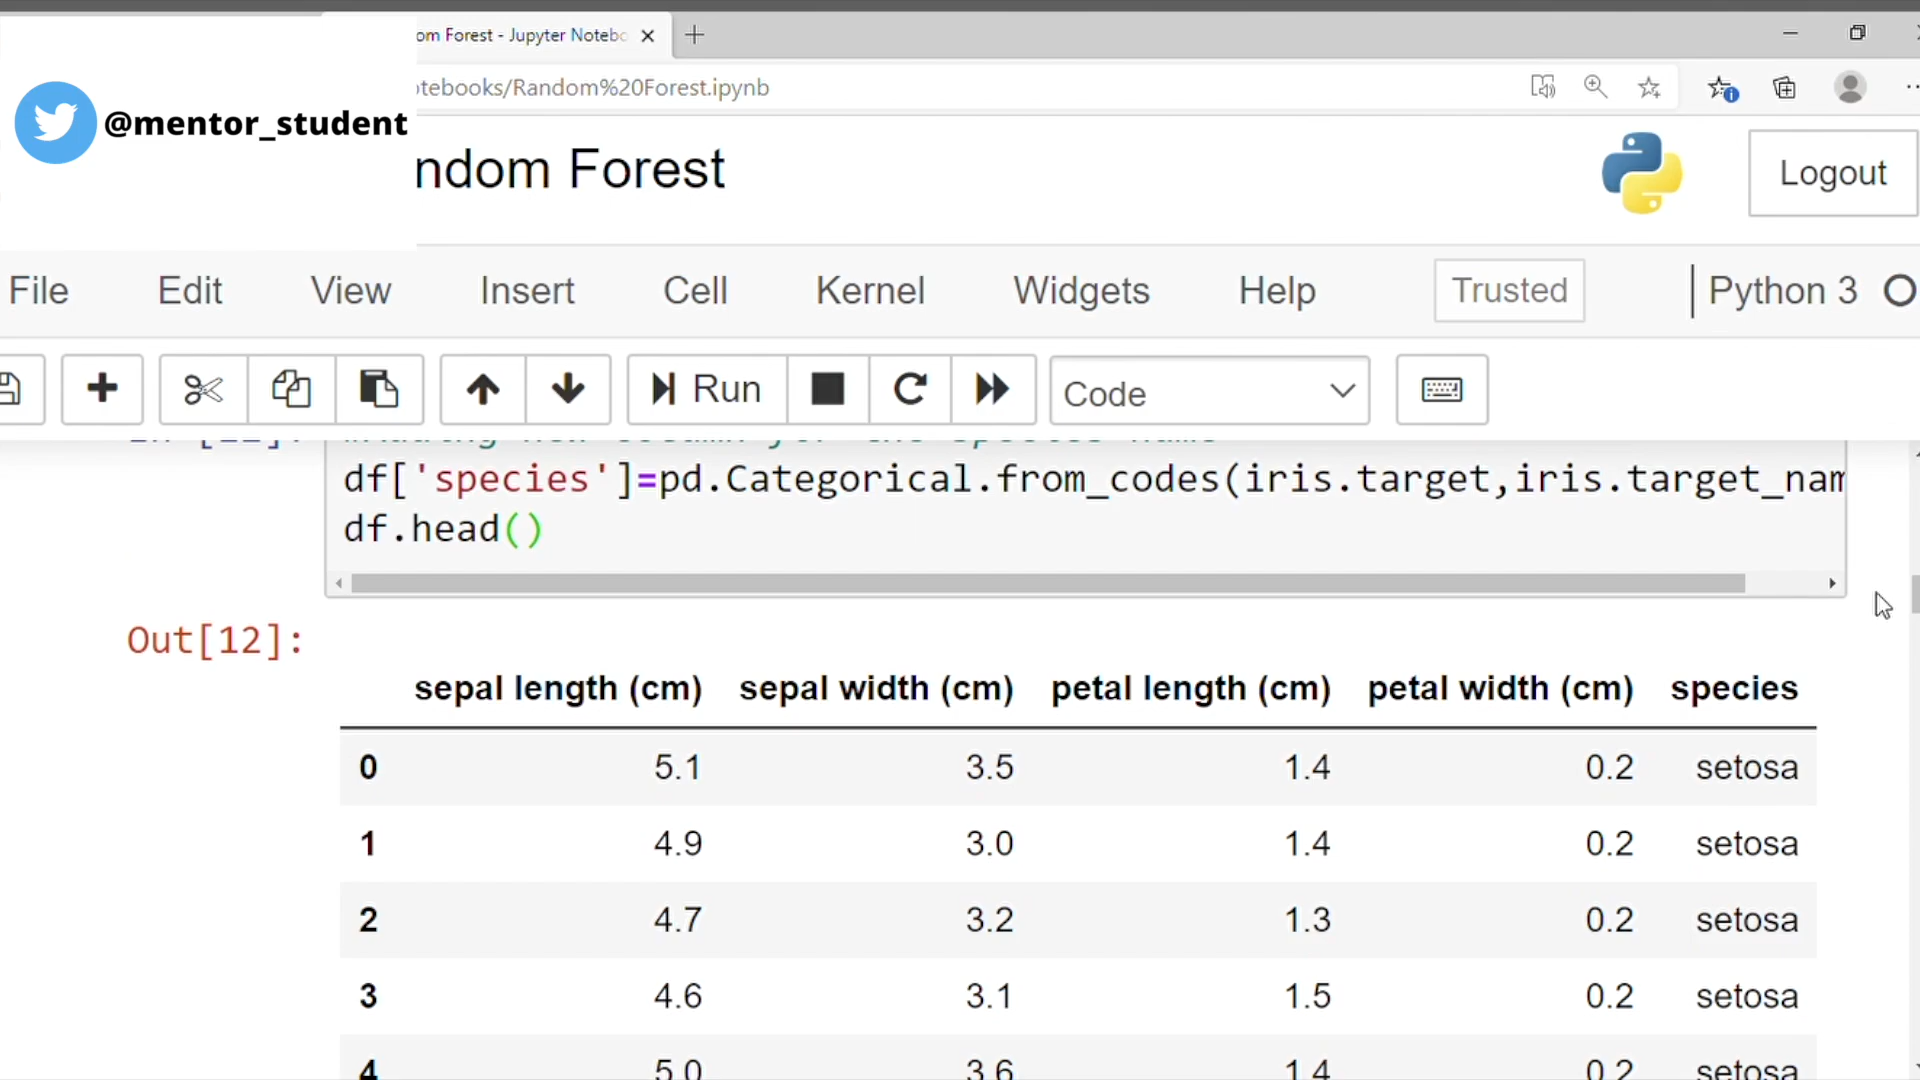 om Forest - Jupyter Notebo
@mentor_student
tebooks/Random%20Forest.ipynb
ndom Forest
Logout
File Edit View Insert Cell Kernel Widgets Help Trusted Python 3
Run Code
df['species']=pd.Categorical.from_codes(iris.target,iris.target_nam
df.head()
Out[12]:
sepal length (cm) sepal width (cm) petal length (cm) petal width (cm) species
0 5.1 3.5 1.4 0.2 setosa
1 4.9 3.0 1.4 0.2 setosa
2 4.7 3.2 1.3 0.2 setosa
3 4.6 3.1 1.5 0.2 setosa
4 5.0 3.6 1.4 0.2 setosa